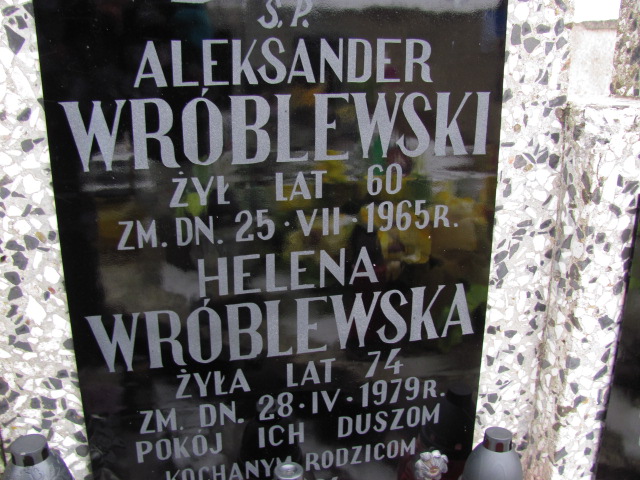 Ś.P.
ALEKSANDER
WRÓBLEWSKI
ŻYŁ LAT 60
ZM. DN. 25 · VII · 1965 R.
HELENA
WRÓBLEWSKA
ŻYŁA LAT 74
ZM. DN. 28 · IV · 1979 R.
POKÓJ ICH DUSZOM
KOCHANYM RODZICOM